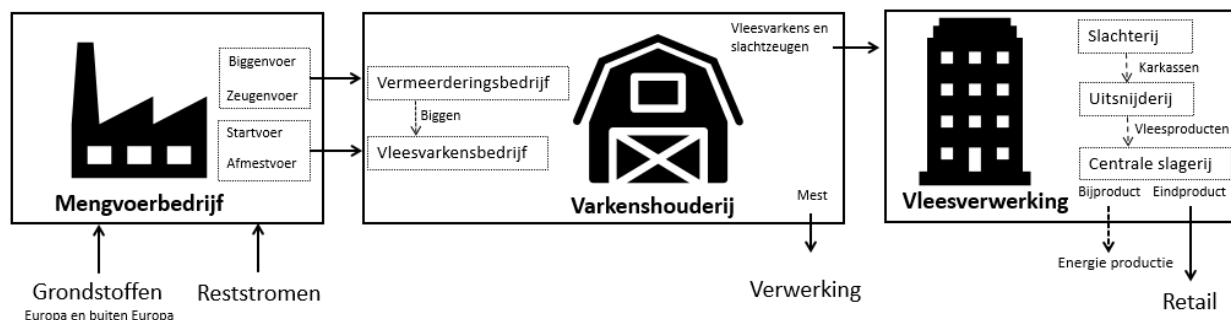 Biggenvoer
Zeugenvoer
Startvoer
Afmestvoer
Mengvoerbedrijf
Grondstoffen
Europa en buiten Europa
Reststromen
Vermeerderingsbedrijf
Biggen
Vleesvarkensbedrijf
Varkenshouderij
Vleesvarkens en
slachtzeugen
Mest
Verwerking
Slachterij
Karkassen
Uitsnijderij
Vleesproducten
Centrale slagerij
Bijproduct Eindproduct
Vleesverwerking
Energie productie
Retail